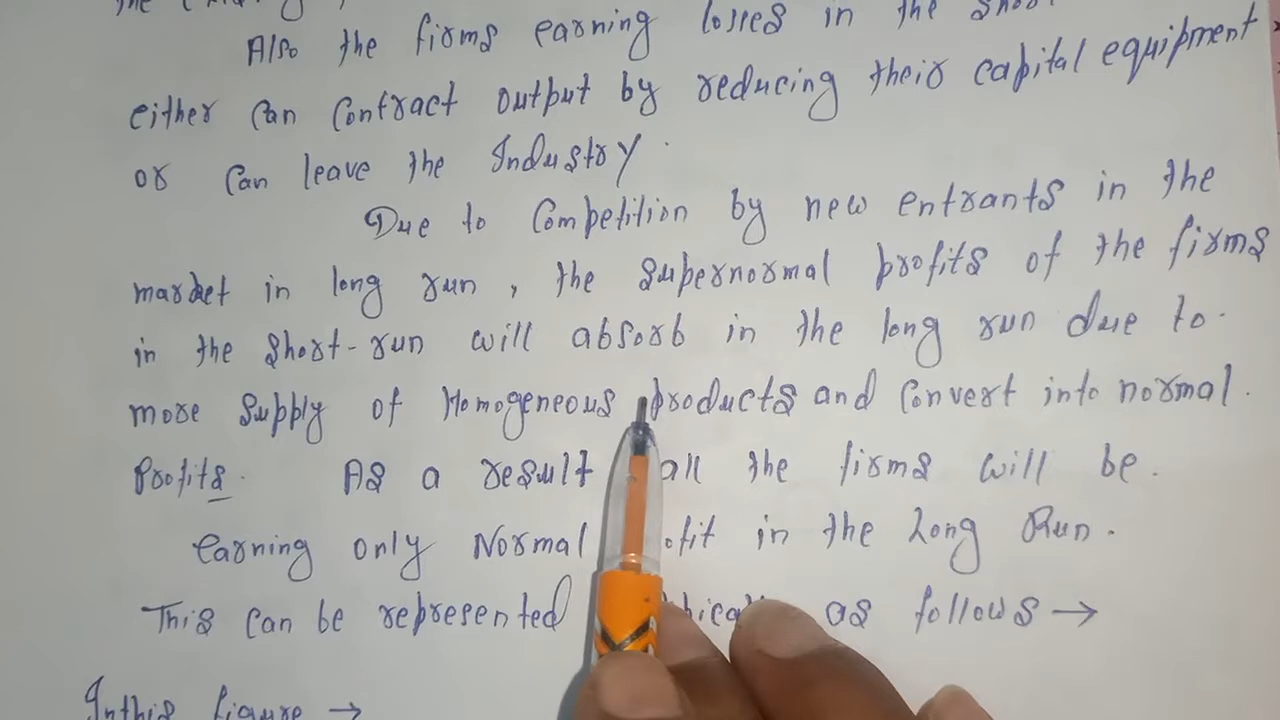 Also the firms earning losses in the
either can contract output by reducing their capital equipment
or can leave the Industry.
Due to Competition by new entrants in the
market in long run, the supernormal profits of the firms
in the short-run will absorb in the long run due to
more supply of Homogeneous products and convert into normal
profits. As a result all the firms will be
earning only Normal in the Long Run.
This can be represented as follows →
In this figure →